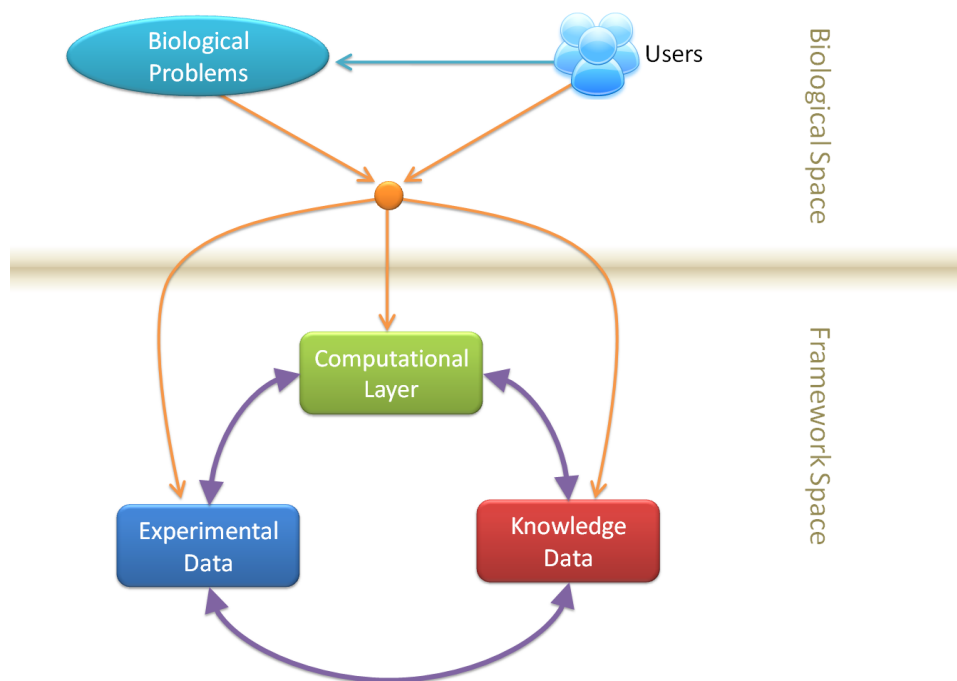 Biological
Problems
Users
Biological Space
Computational
Layer
Experimental
Data
Knowledge
Data
Framework Space